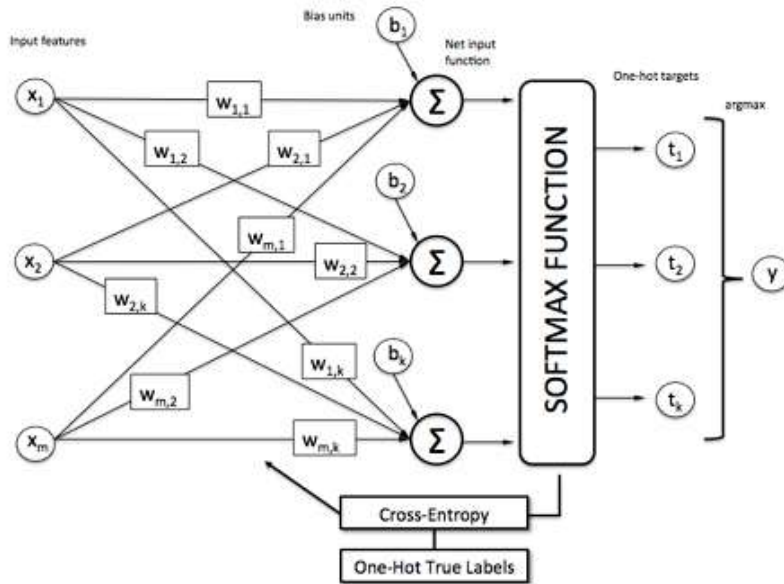 Bias units
b₁
Input features
Net input
function
One-hot targets
argmax
x₁
w₁,₁
Σ
w₁,₂
w₂,₁
t₁
b₂
wₘ,₁
x₂
w₂,₂
Σ
t₂
y
w₂,ₖ
SOFTMAX FUNCTION
bₖ
w₁,ₖ
wₘ,₂
tₖ
xₘ
wₘ,ₖ
Σ
Cross-Entropy
One-Hot True Labels